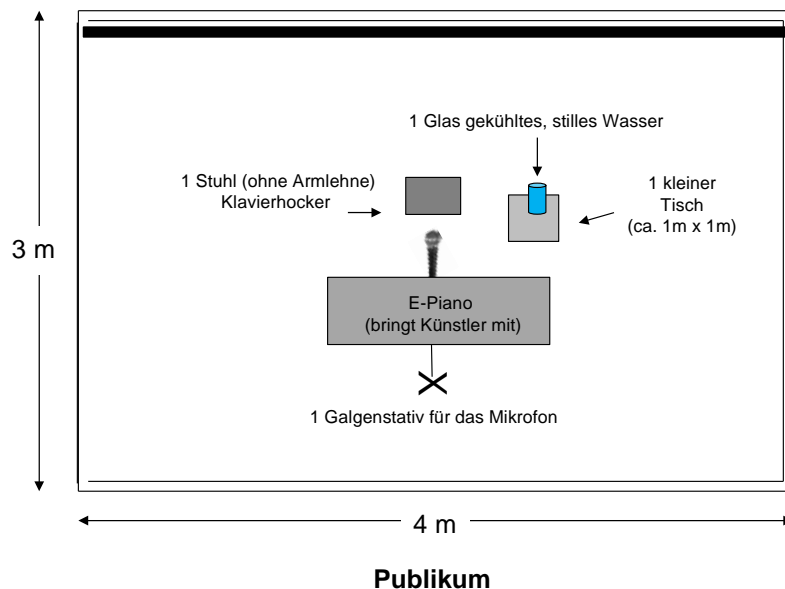 1 Glas gekühltes, stilles Wasser
1 Stuhl (ohne Armlehne)
Klavierhocker
1 kleiner
Tisch
(ca. 1m x 1m)
3 m
E-Piano
(bringt Künstler mit)
1 Galgenstativ für das Mikrofon
4 m
Publikum